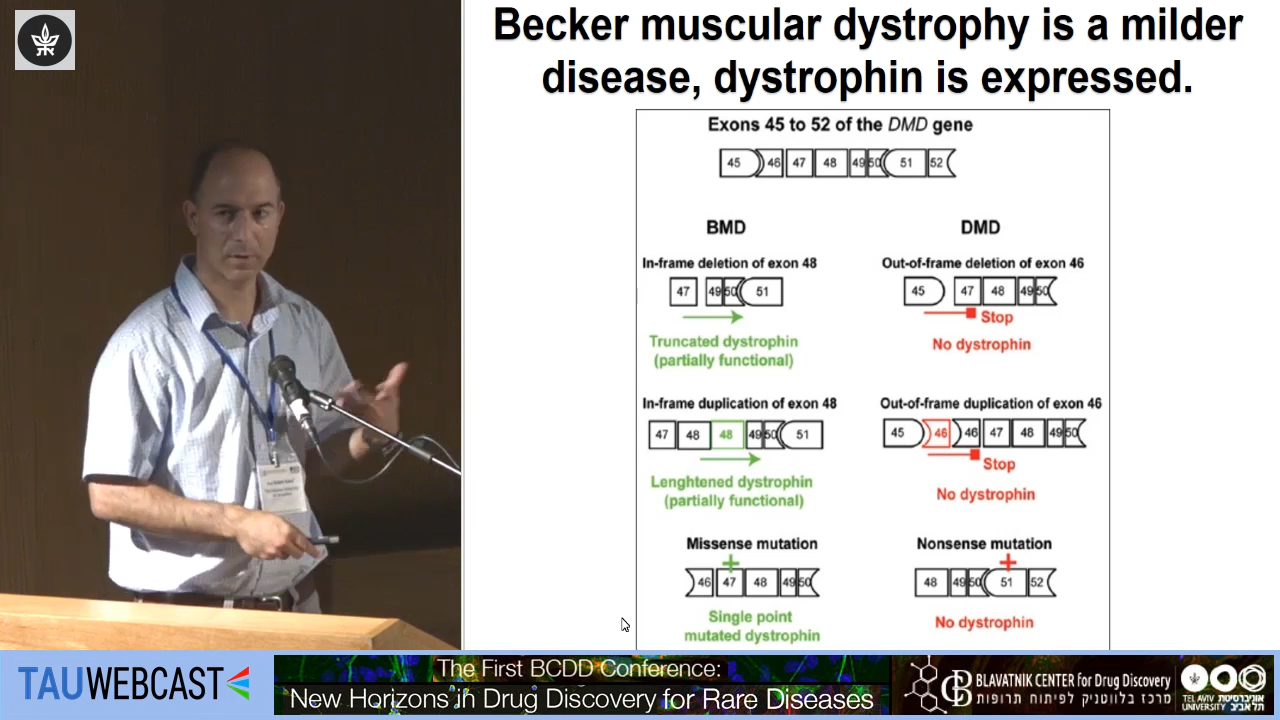 Becker muscular dystrophy is a milder
disease, dystrophin is expressed.
Exons 45 to 52 of the DMD gene
45 46 47 48 49 50 51 52
BMD
DMD
In-frame deletion of exon 48
47 49 50 51
Truncated dystrophin
(partially functional)
Out-of-frame deletion of exon 46
45 47 48 49 50
Stop
No dystrophin
In-frame duplication of exon 48
47 48 48 49 50 51
Lenghtened dystrophin
(partially functional)
Out-of-frame duplication of exon 46
45 46 46 47 48 49 50
Stop
No dystrophin
Missense mutation
46 47 48 49 50
Single point
mutated dystrophin
Nonsense mutation
48 49 50 51 52
No dystrophin
TAUWEBCAST
The First BCDD Conference:
New Horizons in Drug Discovery for Rare Diseases
BLAVATNIK CENTER for Drug Discovery
מרכז בלווטניק לפיתוח תרופות
TEL AVIV UNIVERSITY
אוניברסיטת תל אביב